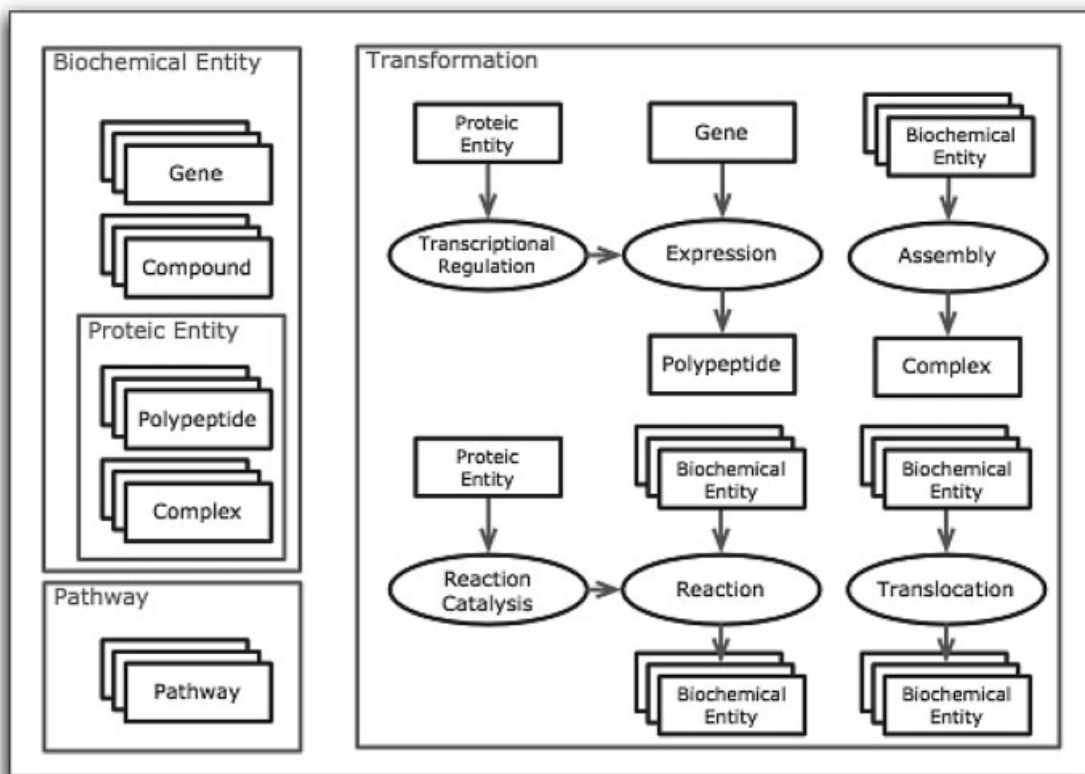 Biochemical Entity
Gene
Compound
Proteic Entity
Polypeptide
Complex
Pathway
Pathway
Transformation
Proteic
Entity
Gene
Biochemical
Entity
Transcriptional
Regulation
Expression
Assembly
Polypeptide
Complex
Proteic
Entity
Biochemical
Entity
Biochemical
Entity
Reaction
Catalysis
Reaction
Translocation
Biochemical
Entity
Biochemical
Entity